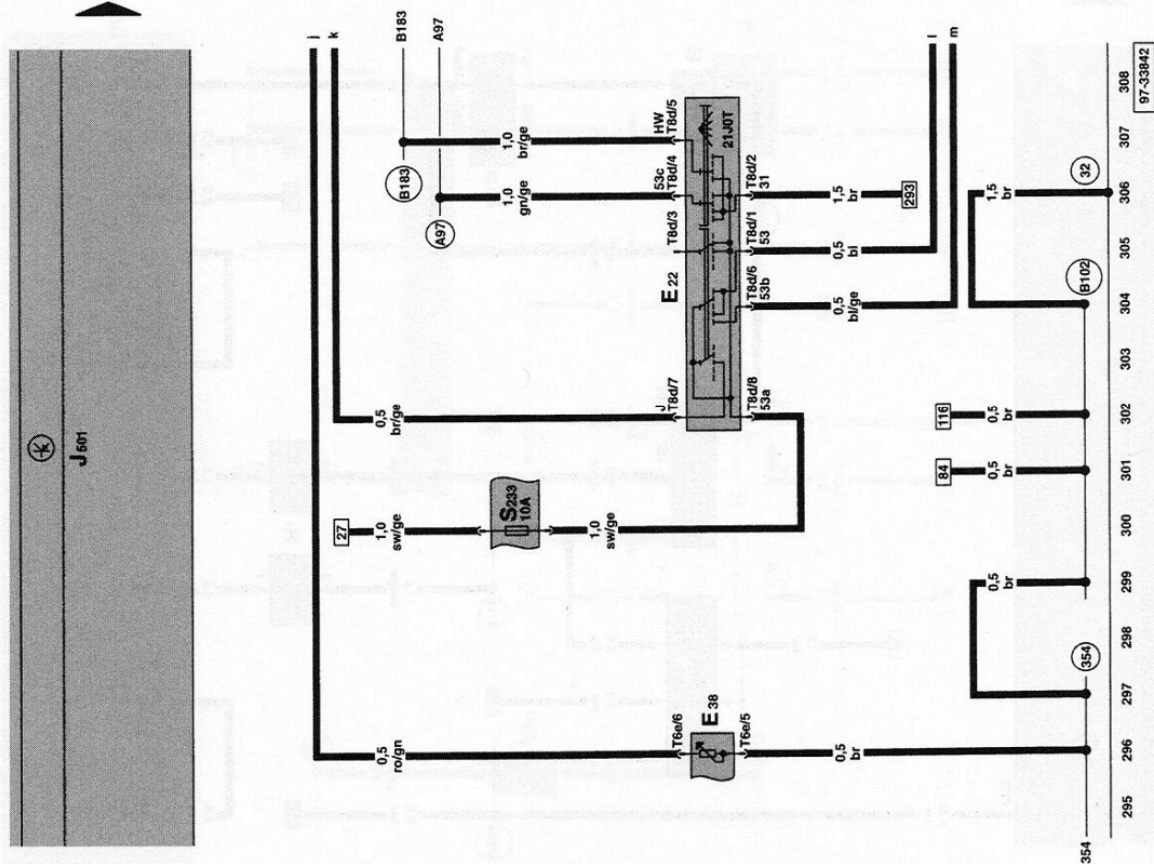 J 501
j
k
B183
A97
B183
A97
1,0
br/ge
1,0
gn/ge
HW
T8d/5
53c
T8d/4
T8d/3
J
T8d/7
E 22
21J0T
T8d/2
31
T8d/1
53
T8d/6
53b
T8d/8
53a
1,5
br
293
0,5
bl
0,5
bl/ge
l
m
0,5
br/ge
27
1,0
sw/ge
S233
10A
1,0
sw/ge
0,5
ro/gn
T6e/6
E 38
T6e/5
0,5
br
116
0,5
br
84
0,5
br
0,5
br
1,5
br
32
B102
354
354
295
296
297
298
299
300
301
302
303
304
305
306
307
308
97-33842